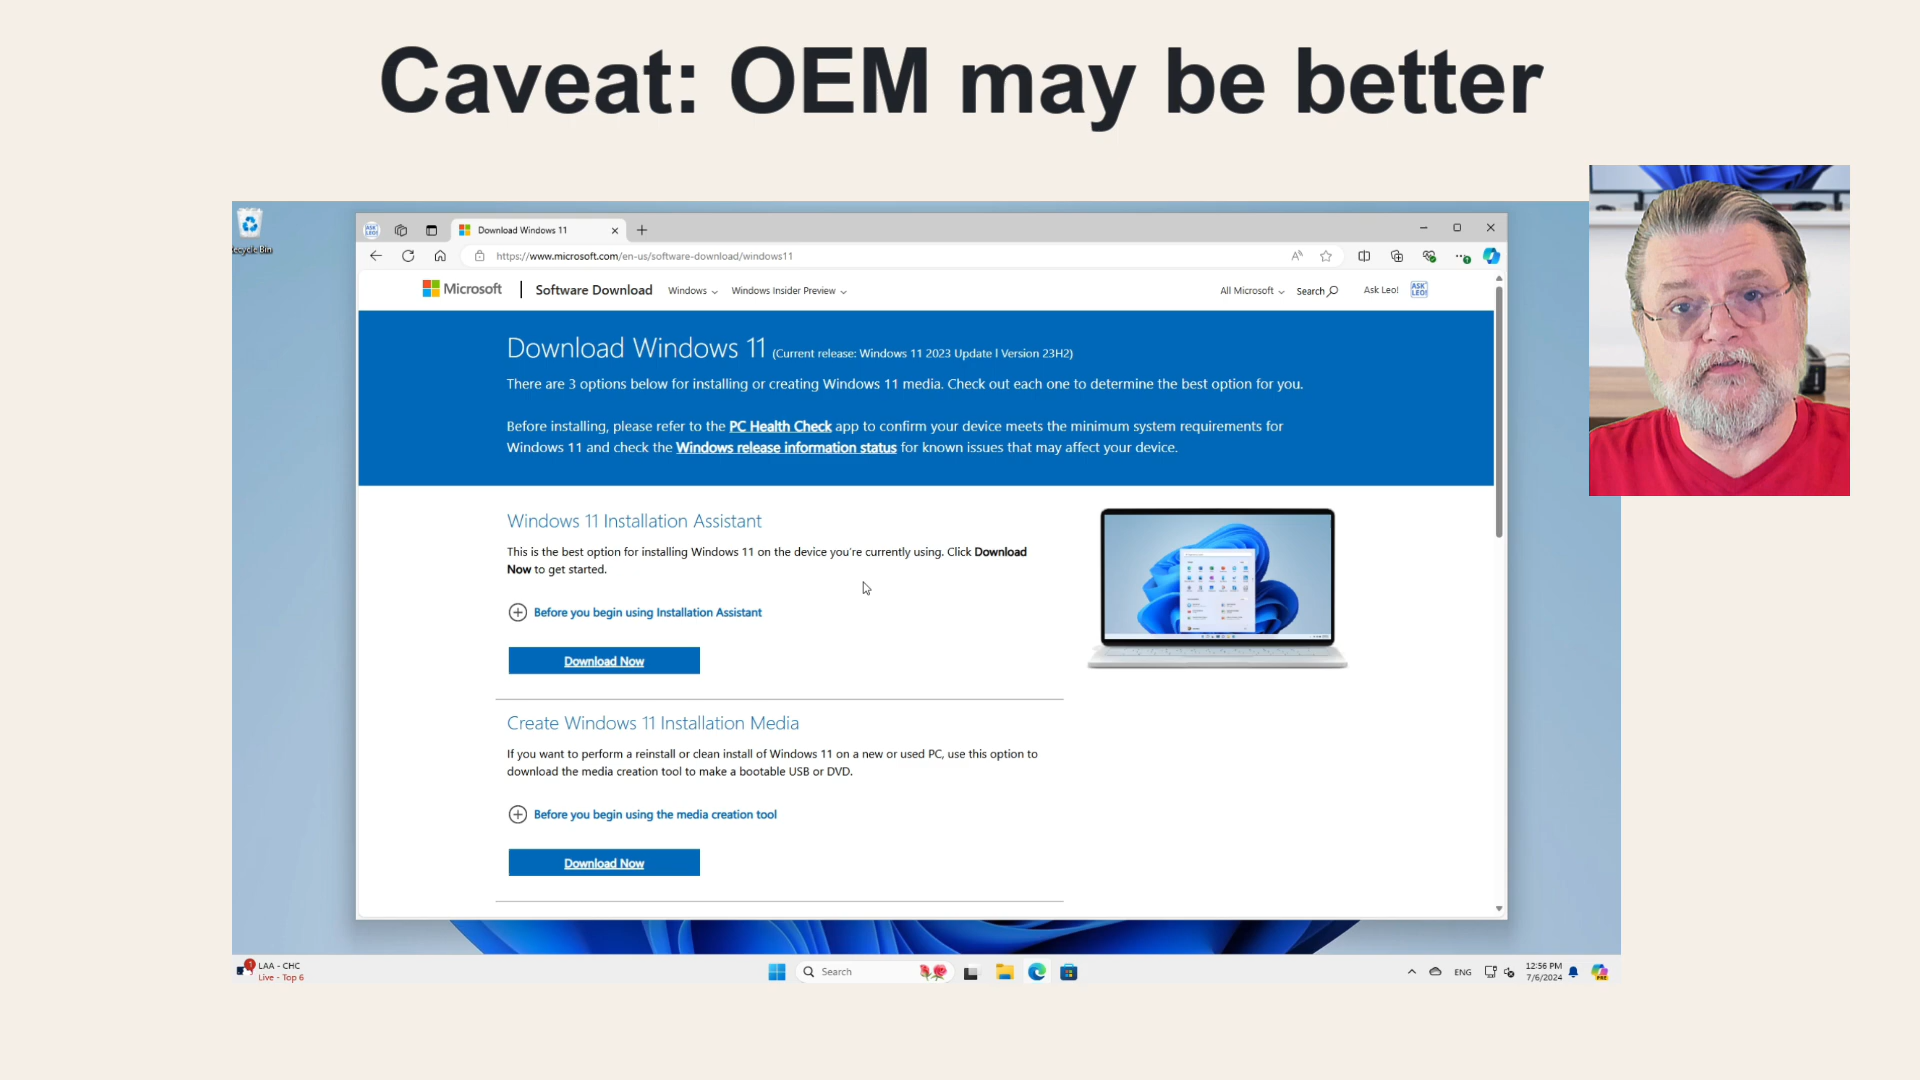 Caveat: OEM may be better
Recycle Bin
Download Windows 11
https://www.microsoft.com/en-us/software-download/windows11
Microsoft | Software Download Windows Windows Insider Preview All Microsoft Search Ask Leo! ASK LEO!
Download Windows 11 (Current release: Windows 11 2023 Update l Version 23H2)
There are 3 options below for installing or creating Windows 11 media. Check out each one to determine the best option for you.
Before installing, please refer to the PC Health Check app to confirm your device meets the minimum system requirements for
Windows 11 and check the Windows release information status for known issues that may affect your device.
Windows 11 Installation Assistant
This is the best option for installing Windows 11 on the device you're currently using. Click Download
Now to get started.
Before you begin using Installation Assistant
Download Now
Create Windows 11 Installation Media
If you want to perform a reinstall or clean install of Windows 11 on a new or used PC, use this option to
download the media creation tool to make a bootable USB or DVD.
Before you begin using the media creation tool
Download Now
LAA - CHC
Live - Top 6
Search
ENG
12:56 PM
7/6/2024